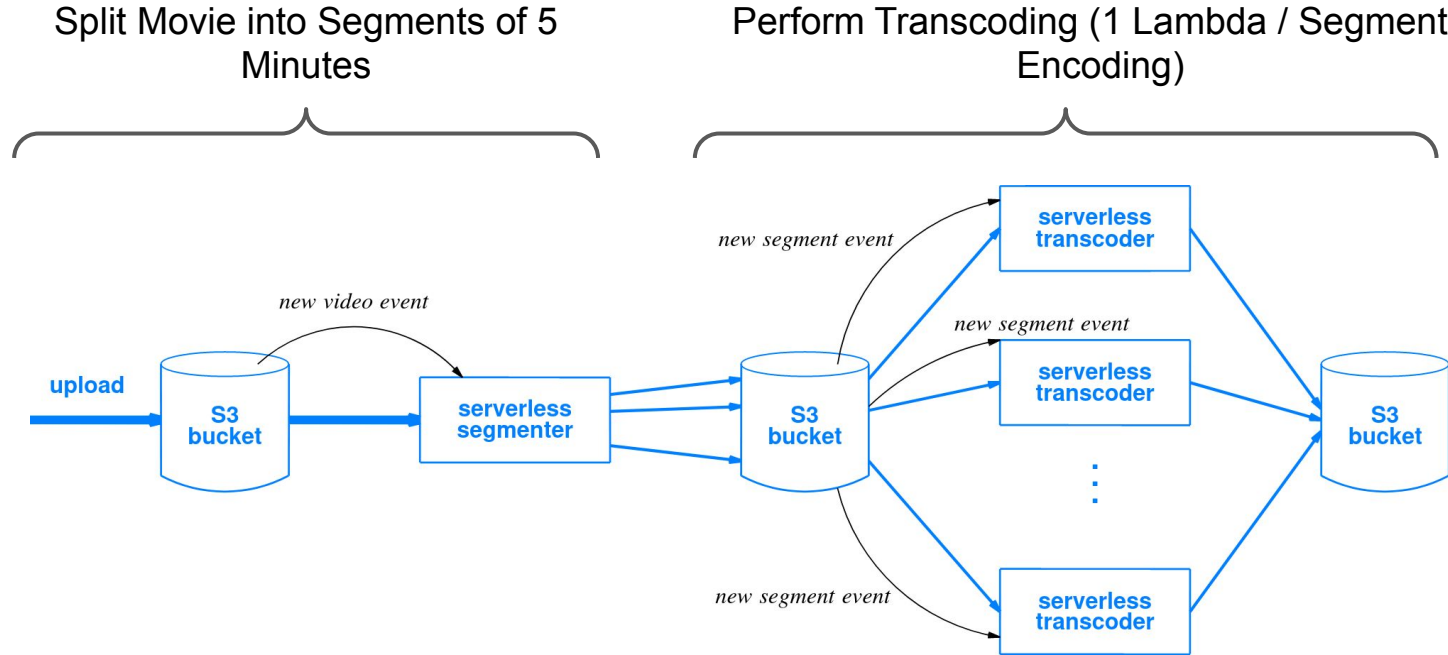 Split Movie into Segments of 5
Minutes
Perform Transcoding (1 Lambda / Segment
Encoding)
upload
S3
bucket
new video event
serverless
segmenter
S3
bucket
new segment event
new segment event
new segment event
serverless
transcoder
serverless
transcoder
serverless
transcoder
S3
bucket